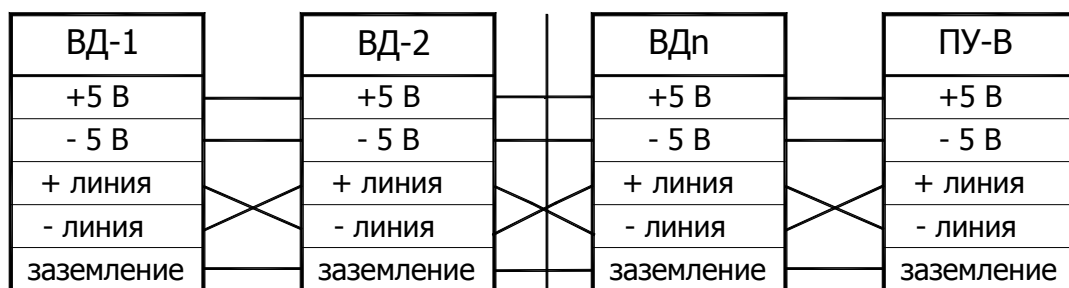 ВД-1 ВД-2 ВДn ПУ-В
+5 В +5 В +5 В +5 В
- 5 В - 5 В - 5 В - 5 В
+ линия + линия + линия + линия
- линия - линия - линия - линия
заземление заземление заземление заземление